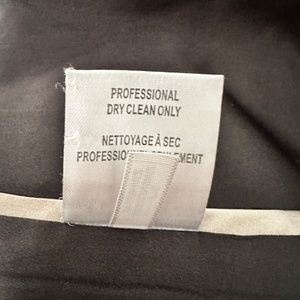 PROFESSIONAL
DRY CLEAN ONLY
NETTOYAGE À SEC